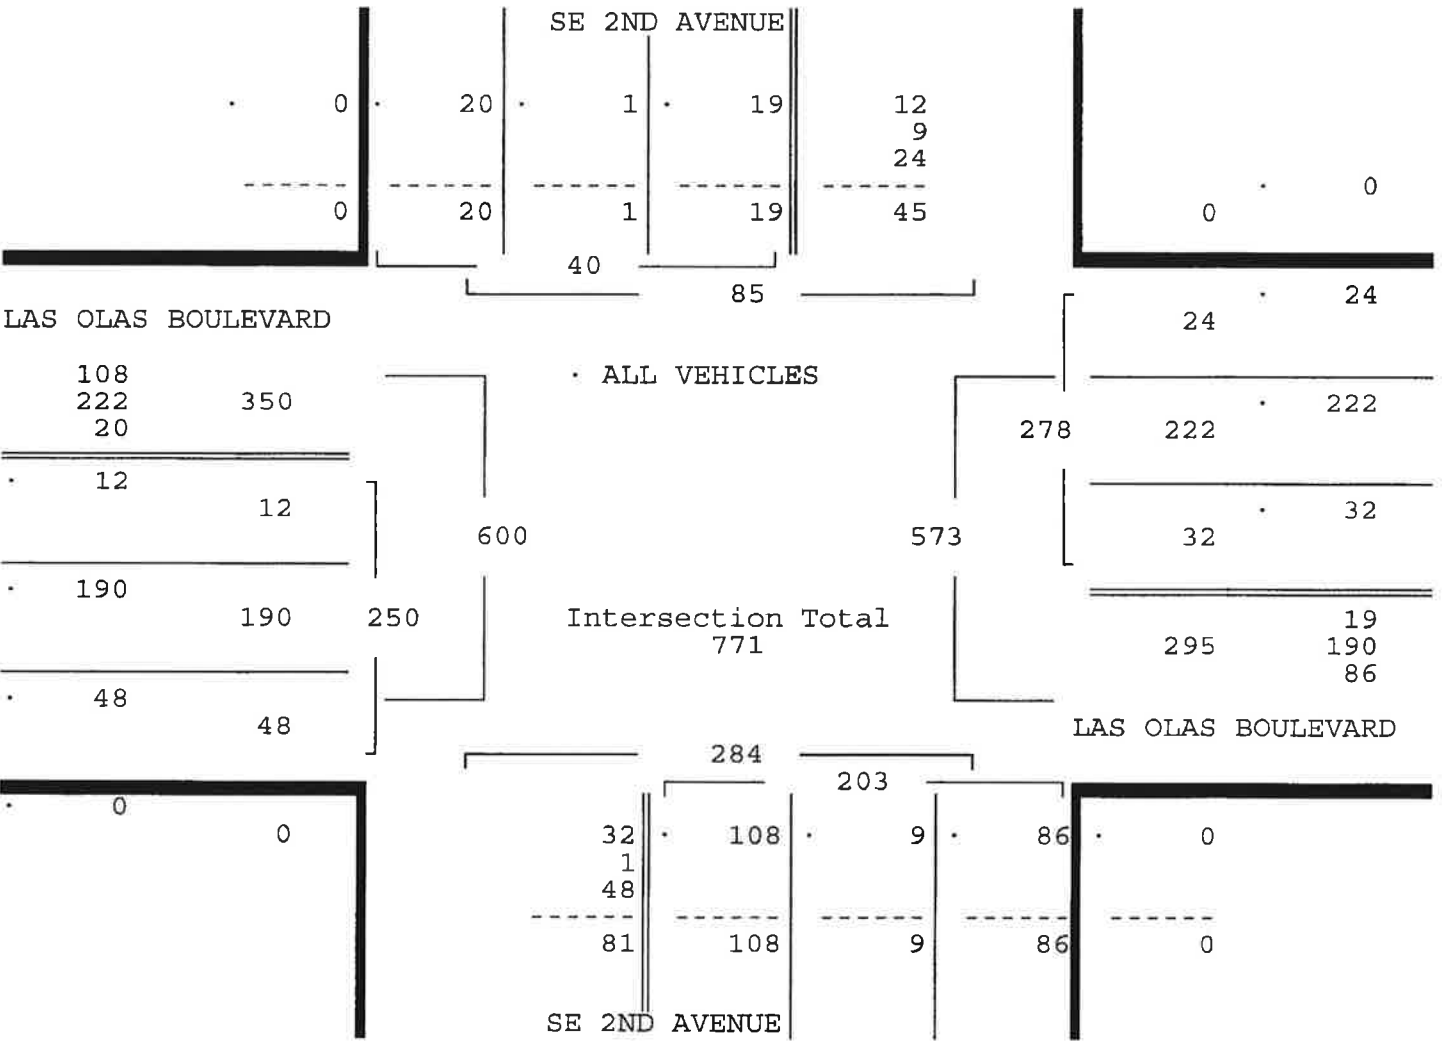 SE 2ND AVENUE
· 0 · 20 · 1 · 19 12
9
24
- - - - - - - - - - - - - - - - - - - - - - - - - - - - - - · 0
0 20 1 19 45 0
40
85 · 24
LAS OLAS BOULEVARD 24
108 · ALL VEHICLES
222 350 · 222
20 278 222
· 12
12 · 32
600 573 32
· 190
190 250 Intersection Total 19
771 295 190
86
· 48
48 LAS OLAS BOULEVARD
284
203
· 0
0 32 · 108 · 9 · 86 · 0
1
48
- - - - - - - - - - - - - - - - - - - - - - - - - - - - - -
81 108 9 86 0
SE 2ND AVENUE